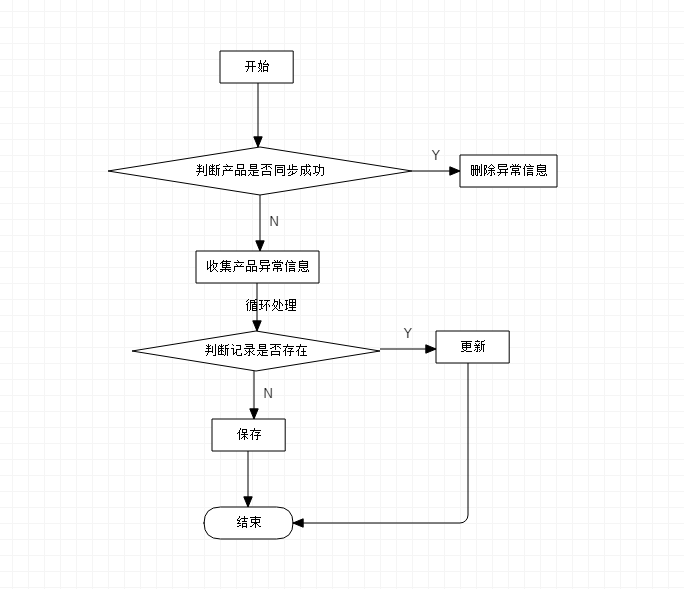 开始
判断产品是否同步成功
Y
删除异常信息
N
收集产品异常信息
循环处理
判断记录是否存在
Y
更新
N
保存
结束